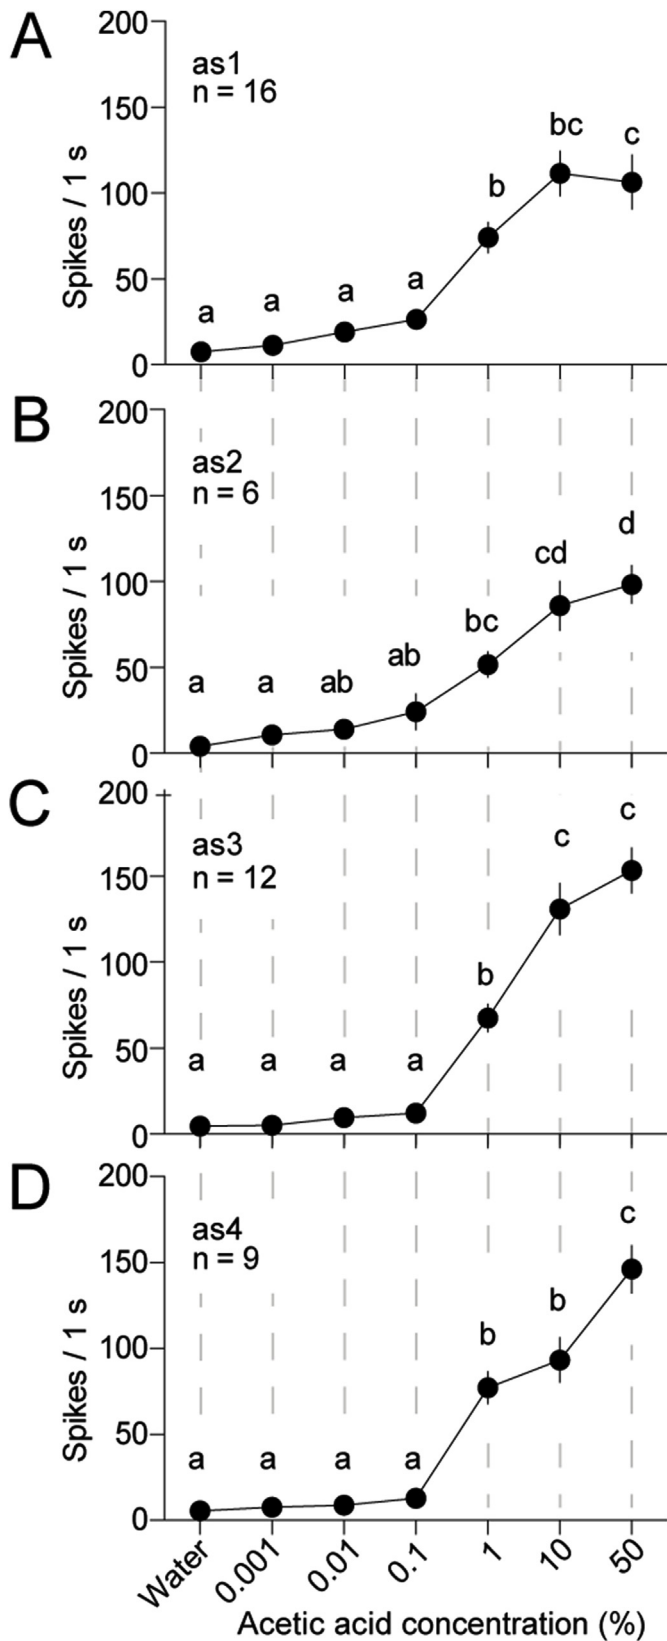 A
200
as1
n = 16
150
bc
c
b
100
Spikes / 1 s
50
a a a a
0
B
200
as2
n = 6
150
d
cd
100
Spikes / 1 s
bc
ab
50
a a ab
0
C
200
c
c
as3
n = 12
150
b
100
Spikes / 1 s
50
a a a a
0
D
200
c
as4
n = 9
150
b
b
100
Spikes / 1 s
50
a a a a
0
Water 0.001 0.01 0.1 1 10 50
Acetic acid concentration (%)